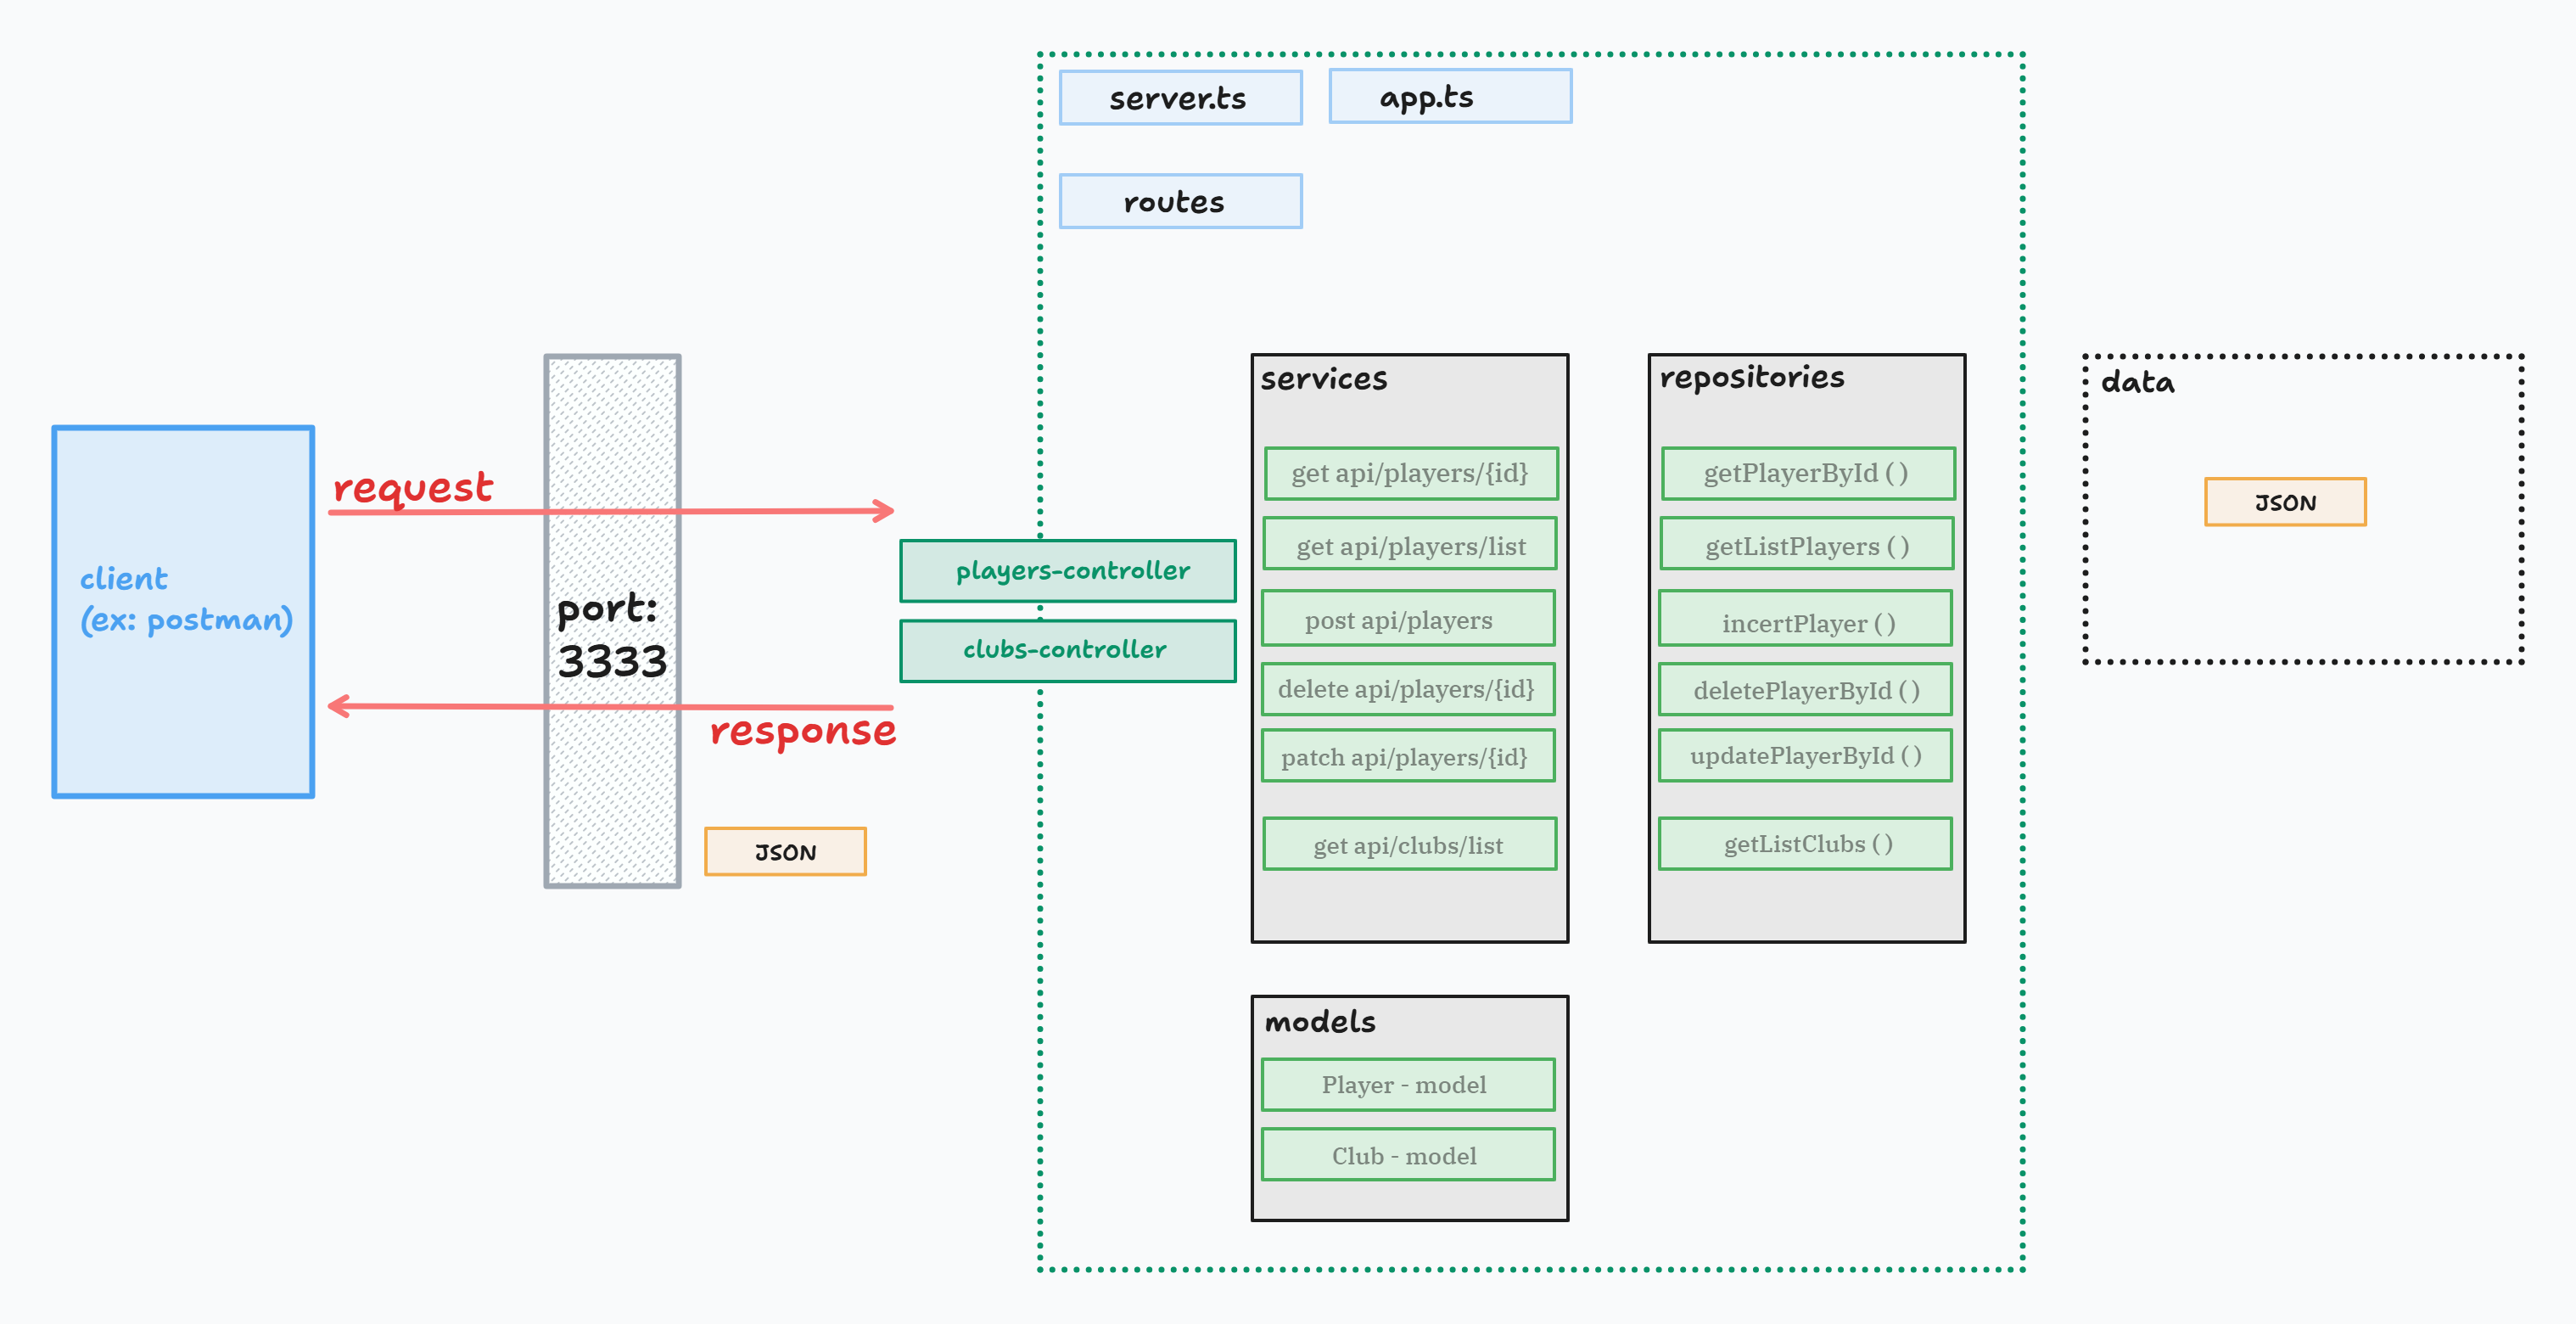 server.ts
app.ts
routes
client
(ex: postman)
request
port:
3333
response
JSON
players-controller
clubs-controller
services
get api/players/{id}
get api/players/list
post api/players
delete api/players/{id}
patch api/players/{id}
get api/clubs/list
repositories
getPlayerById ( )
getListPlayers ( )
incertPlayer ( )
deletePlayerById ( )
updatePlayerById ( )
getListClubs ( )
models
Player - model
Club - model
data
JSON